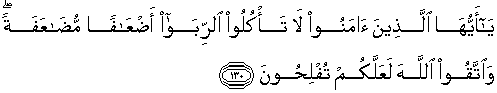 يَـٰٓأَيُّهَا ٱلَّذِينَ ءَامَنُوا۟ لَا تَأْكُلُوا۟ ٱلرِّبَوٰٓا۟ أَضْعَـٰفًا مُّضَـٰعَفَةً ۖ
وَٱتَّقُوا۟ ٱللَّهَ لَعَلَّكُمْ تُفْلِحُونَ ١٣٠